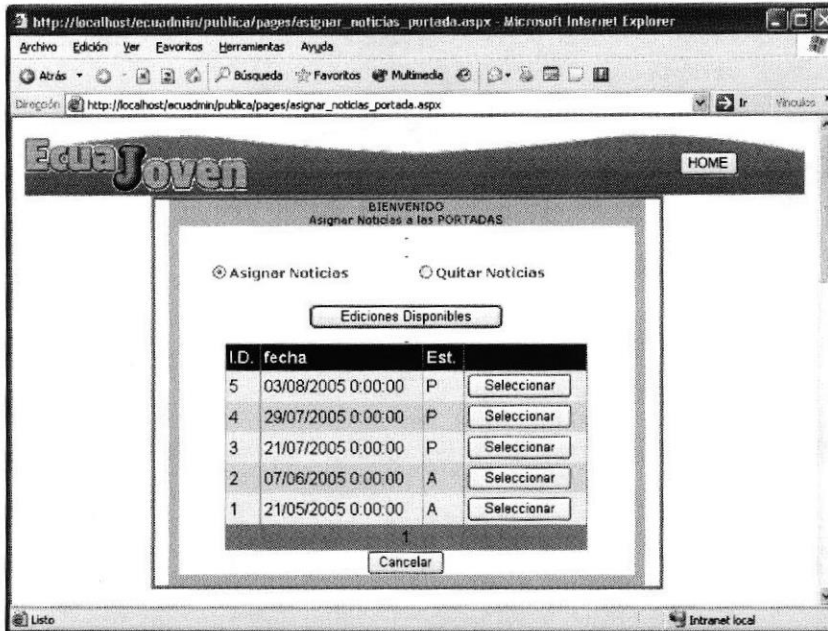 http://localhost/ecuadmin/publica/pages/asignar_noticias_portada.aspx - Microsoft Internet Explorer
Archivo Edición Ver Favoritos Herramientas Ayuda
Atrás Búsqueda Favoritos Multimedia
Dirección http://localhost/ecuadmin/publica/pages/asignar_noticias_portada.aspx Ir Vínculos
EcuaJoven
HOME
BIENVENIDO
Asignar Noticias a las PORTADAS
Asignar Noticias Quitar Noticias
Ediciones Disponibles
I.D. fecha Est.
5 03/08/2005 0:00:00 P Seleccionar
4 29/07/2005 0:00:00 P Seleccionar
3 21/07/2005 0:00:00 P Seleccionar
2 07/06/2005 0:00:00 A Seleccionar
1 21/05/2005 0:00:00 A Seleccionar
1
Cancelar
Listo Intranet local